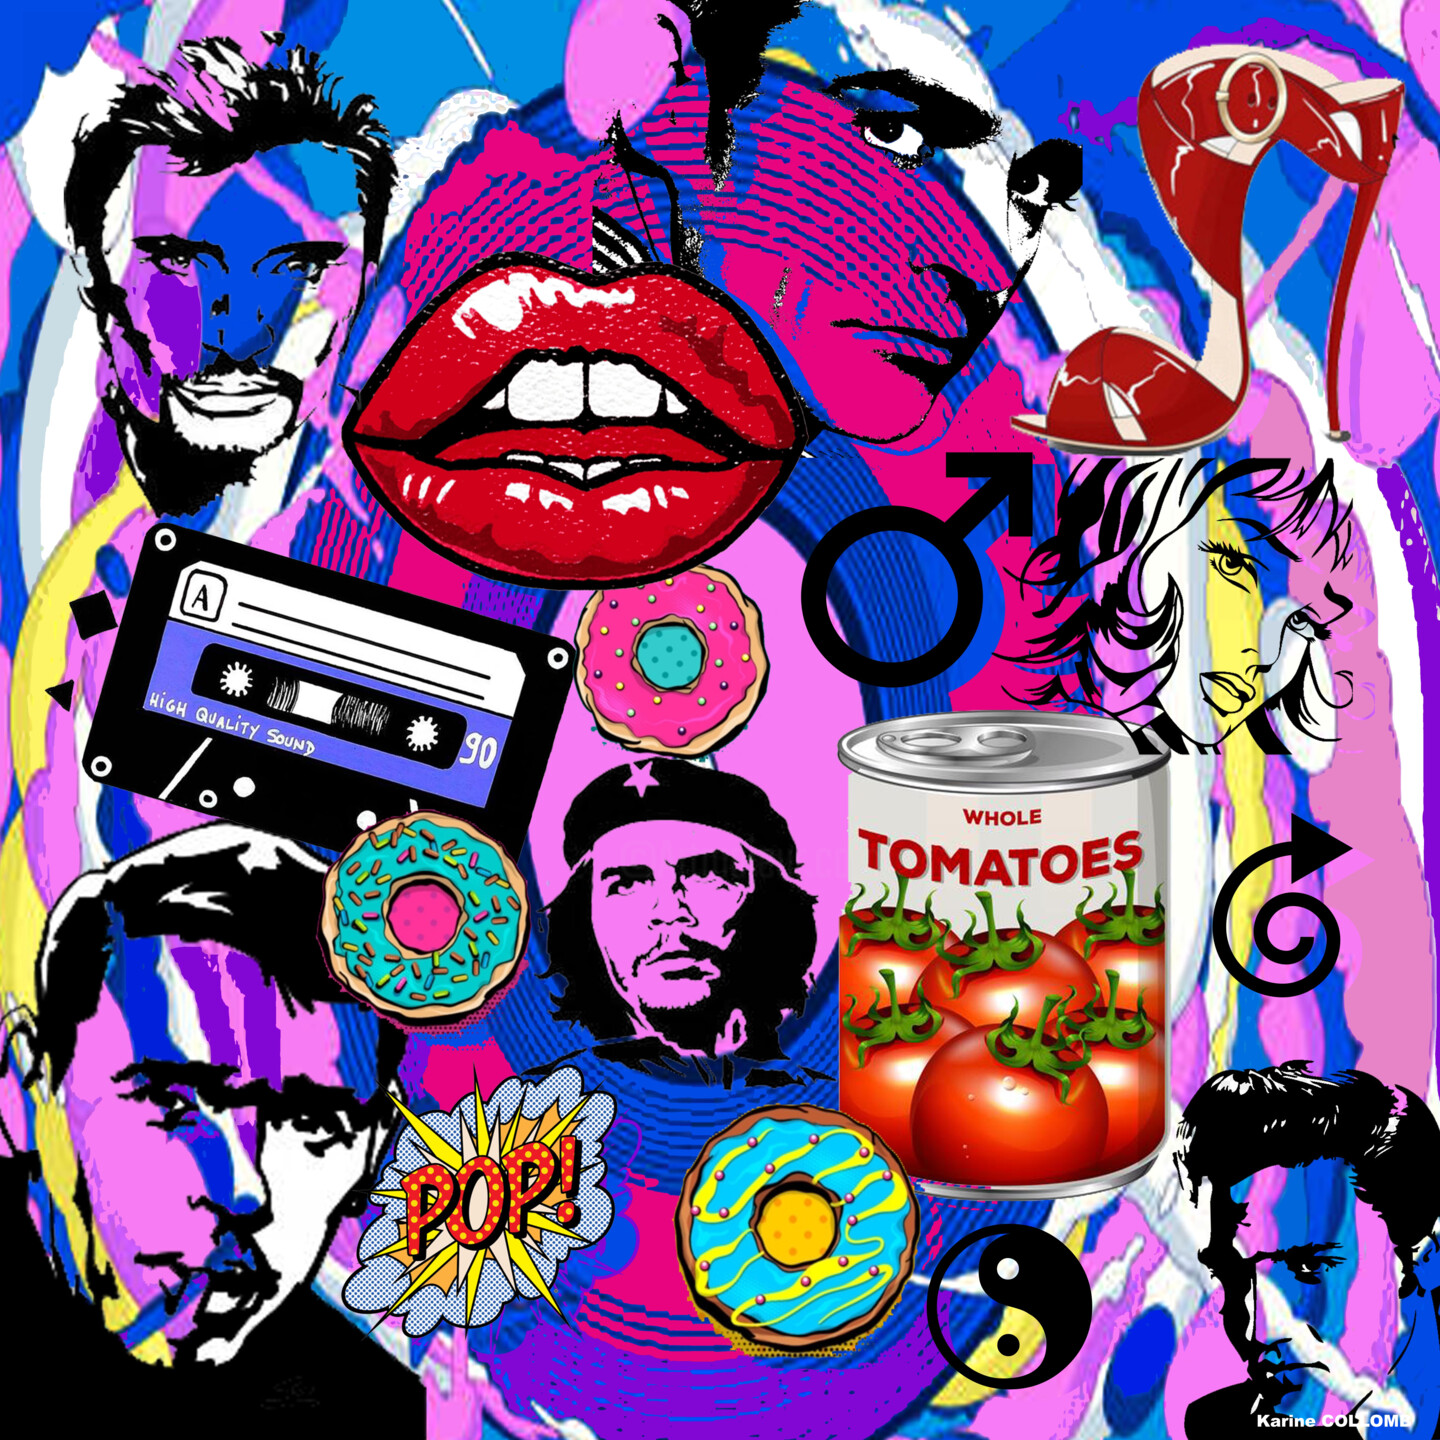 A
HiGH QUALiTY SOUND
90
WHOLE
TOMATOES
POP!
Karine COLLOMB